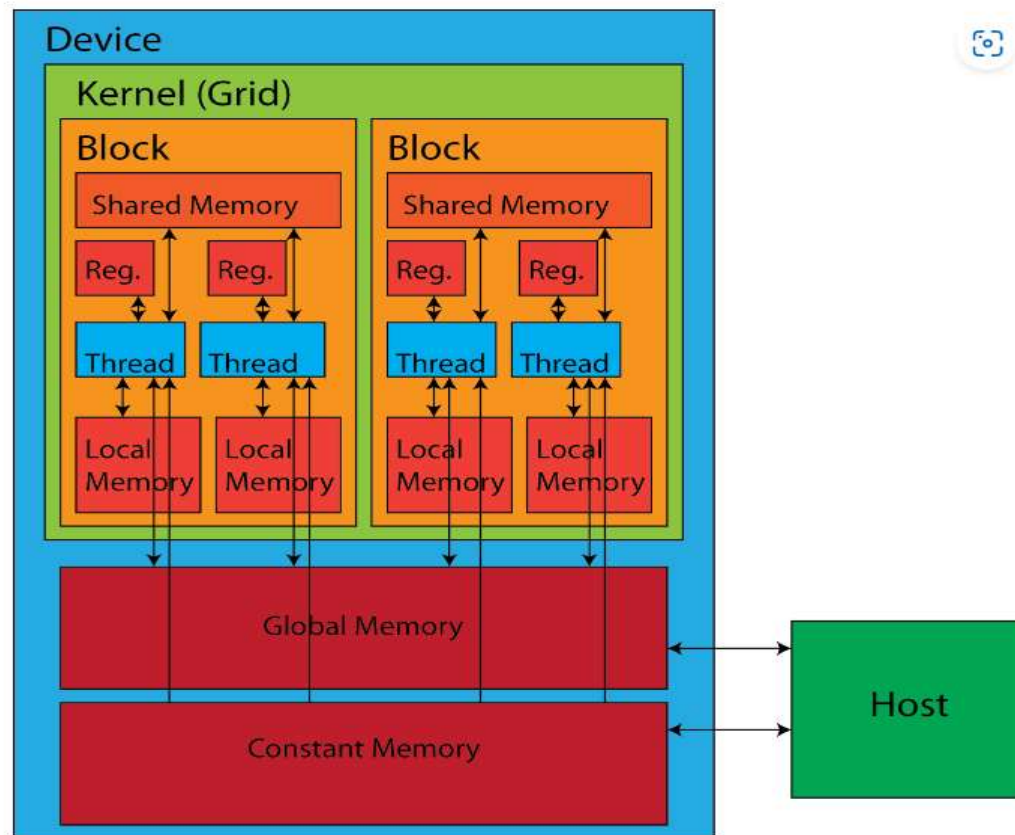 Device
Kernel (Grid)
Block
Block
Shared Memory
Shared Memory
Reg.
Reg.
Reg.
Reg.
Thread
Thread
Thread
Thread
Local
Memory
Local
Memory
Local
Memory
Local
Memory
Global Memory
Host
Constant Memory